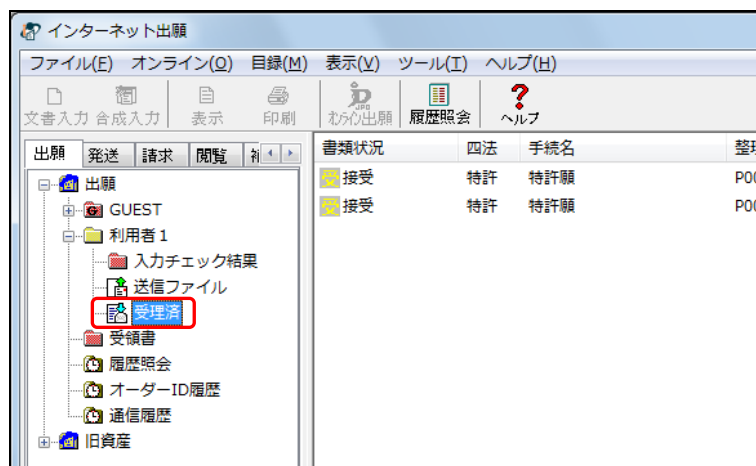 インターネット出願
ファイル(F) オンライン(O) 目録(M) 表示(V) ツール(T) ヘルプ(H)
文書入力 合成入力 表示 印刷 オンライン出願 履歴照会 ヘルプ
出願 発送 請求 閲覧
書類状況 四法 手続名 整理
接受 特許 特許願 P00
接受 特許 特許願 P00
出願
GUEST
利用者1
入力チェック結果
送信ファイル
受理済
受領書
履歴照会
オーダーID履歴
通信履歴
旧資産